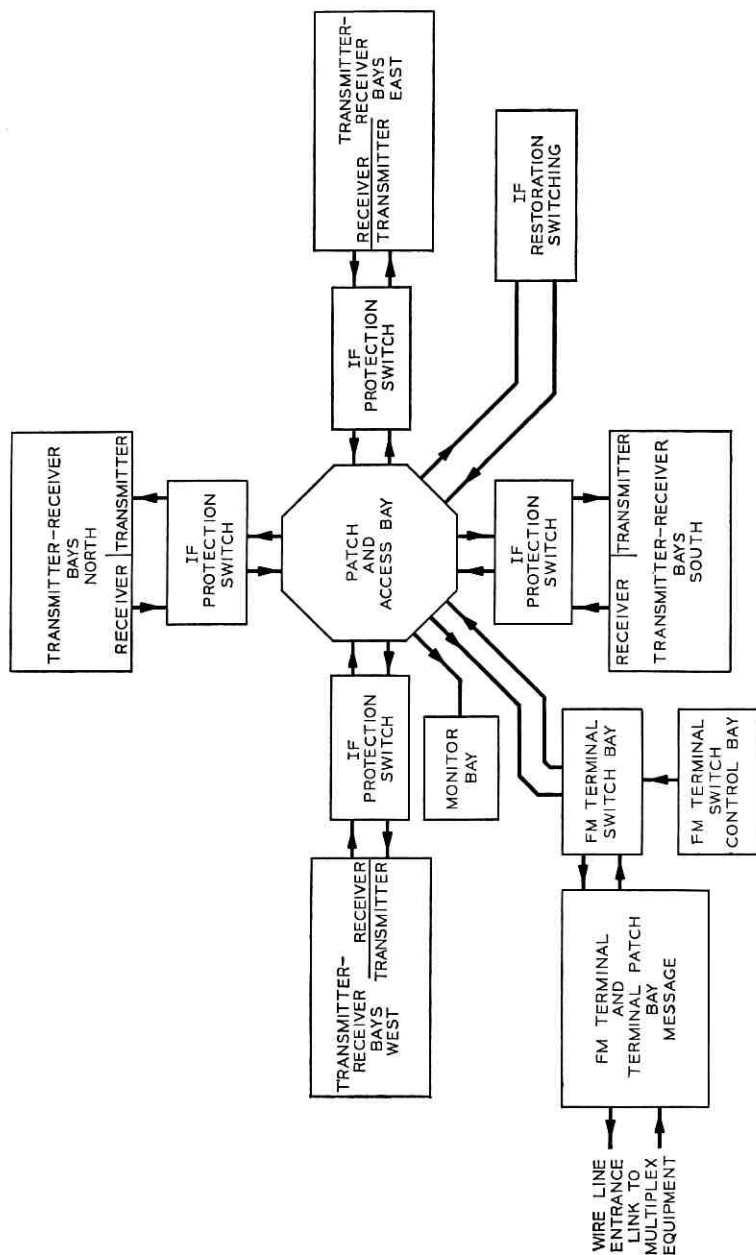 TRANSMITTER-RECEIVER
BAYS
NORTH
RECEIVER
TRANSMITTER
IF
PROTECTION
SWITCH
TRANSMITTER-
RECEIVER
BAYS
WEST
RECEIVER
TRANSMITTER
IF
PROTECTION
SWITCH
PATCH
AND
ACCESS BAY
IF
PROTECTION
SWITCH
TRANSMITTER-
RECEIVER
BAYS
EAST
RECEIVER
TRANSMITTER
MONITOR
BAY
IF
PROTECTION
SWITCH
IF
RESTORATION
SWITCHING
RECEIVER
TRANSMITTER
TRANSMITTER-RECEIVER
BAYS
SOUTH
WIRE LINE
ENTRANCE
LINK TO
MULTIPLEX
EQUIPMENT
FM TERMINAL
AND
TERMINAL PATCH
BAY
MESSAGE
FM TERMINAL
SWITCH BAY
FM TERMINAL
SWITCH
CONTROL BAY